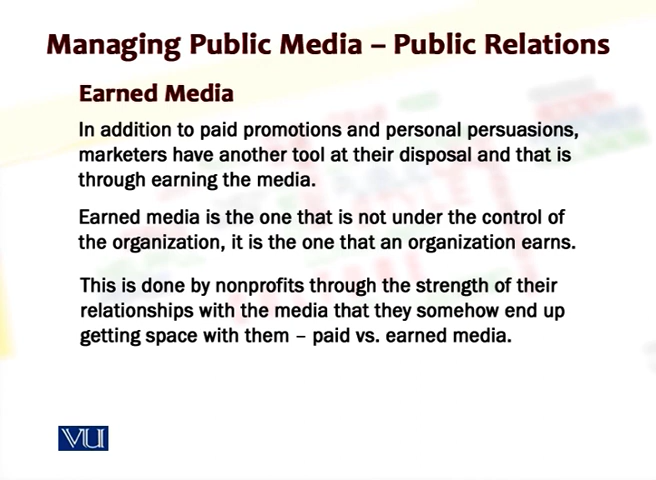 Managing Public Media – Public Relations
Earned Media
In addition to paid promotions and personal persuasions,
marketers have another tool at their disposal and that is
through earning the media.
Earned media is the one that is not under the control of
the organization, it is the one that an organization earns.
This is done by nonprofits through the strength of their
relationships with the media that they somehow end up
getting space with them – paid vs. earned media.
VU